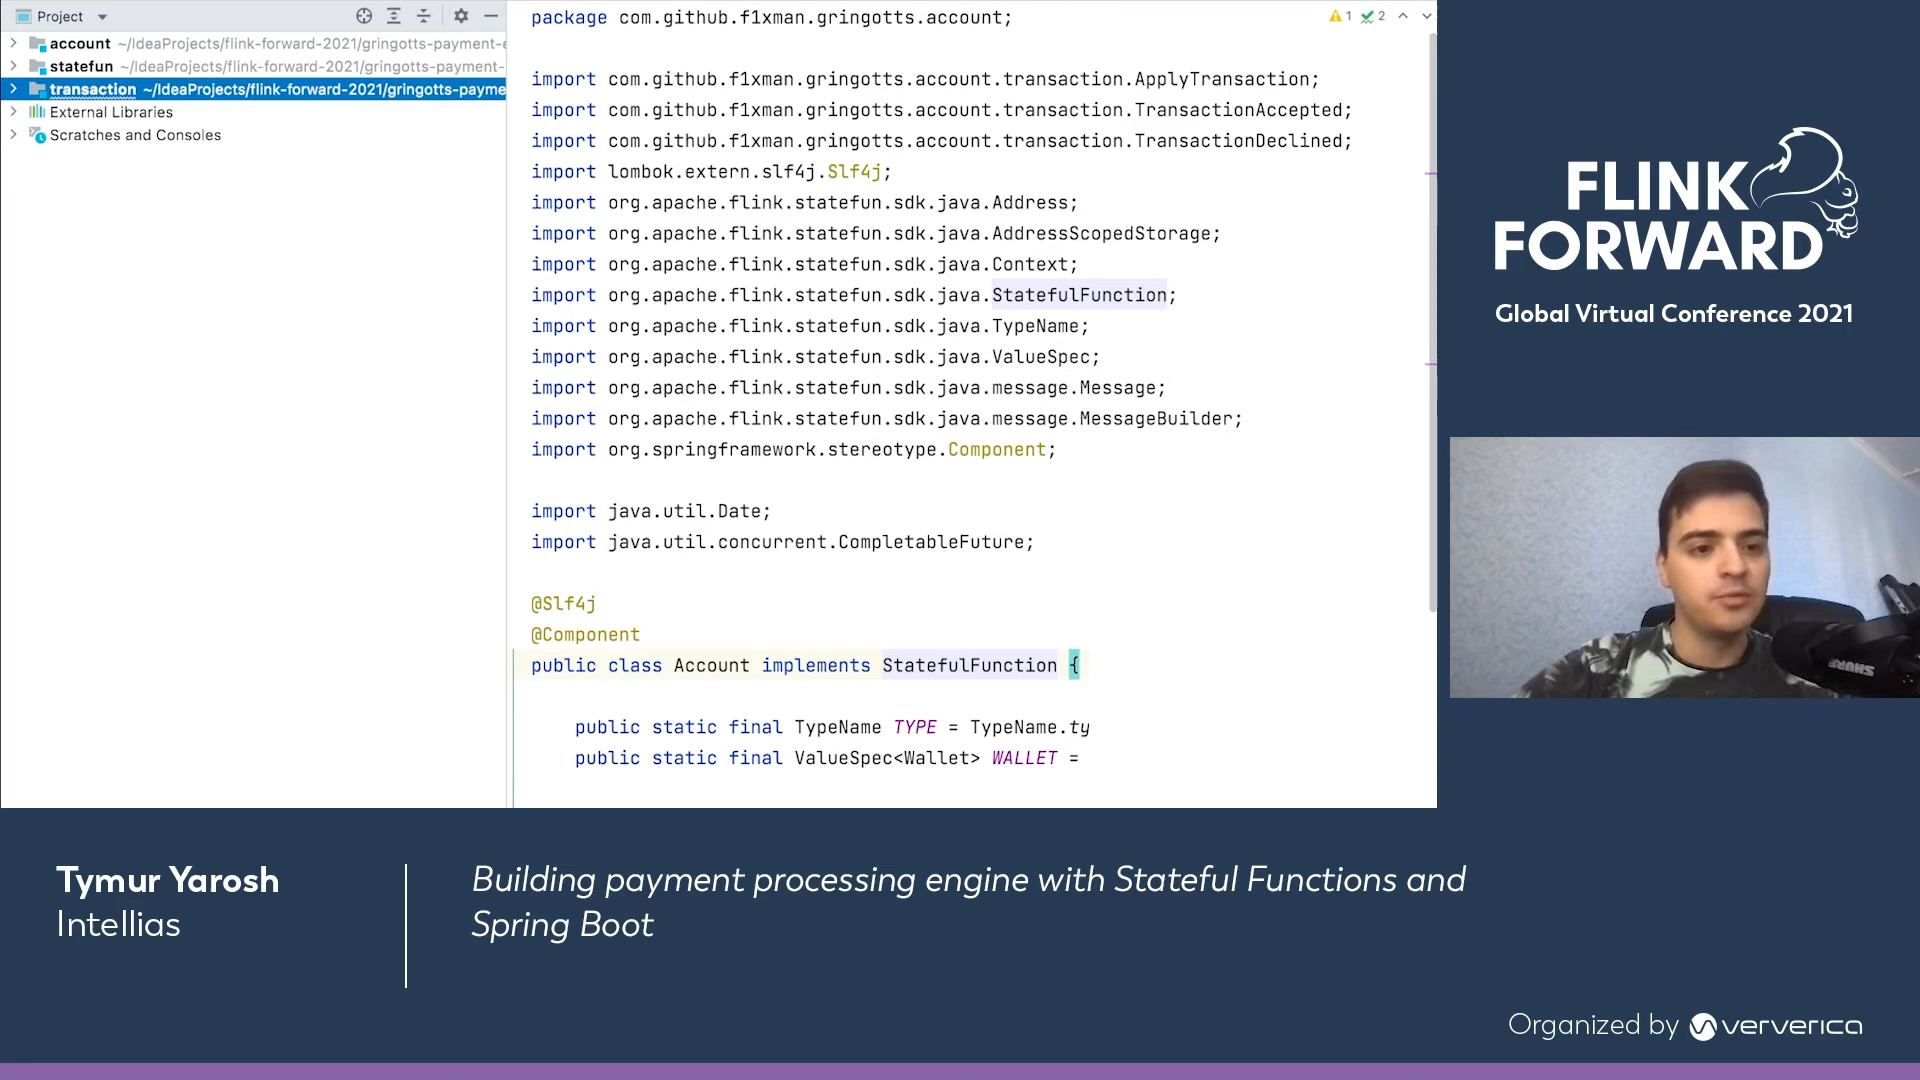 Project
account ~/IdeaProjects/flink-forward-2021/gringotts-payment-e
statefun ~/IdeaProjects/flink-forward-2021/gringotts-payment-
transaction ~/IdeaProjects/flink-forward-2021/gringotts-payme
External Libraries
Scratches and Consoles
1 2
package com.github.f1xman.gringotts.account;
import com.github.f1xman.gringotts.account.transaction.ApplyTransaction;
import com.github.f1xman.gringotts.account.transaction.TransactionAccepted;
import com.github.f1xman.gringotts.account.transaction.TransactionDeclined;
import lombok.extern.slf4j.Slf4j;
import org.apache.flink.statefun.sdk.java.Address;
import org.apache.flink.statefun.sdk.java.AddressScopedStorage;
import org.apache.flink.statefun.sdk.java.Context;
import org.apache.flink.statefun.sdk.java.StatefulFunction;
import org.apache.flink.statefun.sdk.java.TypeName;
import org.apache.flink.statefun.sdk.java.ValueSpec;
import org.apache.flink.statefun.sdk.java.message.Message;
import org.apache.flink.statefun.sdk.java.message.MessageBuilder;
import org.springframework.stereotype.Component;
import java.util.Date;
import java.util.concurrent.CompletableFuture;
@Slf4j
@Component
public class Account implements StatefulFunction {
public static final TypeName TYPE = TypeName.ty
public static final ValueSpec<Wallet> WALLET =
FLINK
FORWARD
Global Virtual Conference 2021
SHURE
Tymur Yarosh
Intellias
Building payment processing engine with Stateful Functions and
Spring Boot
Organized by ververica